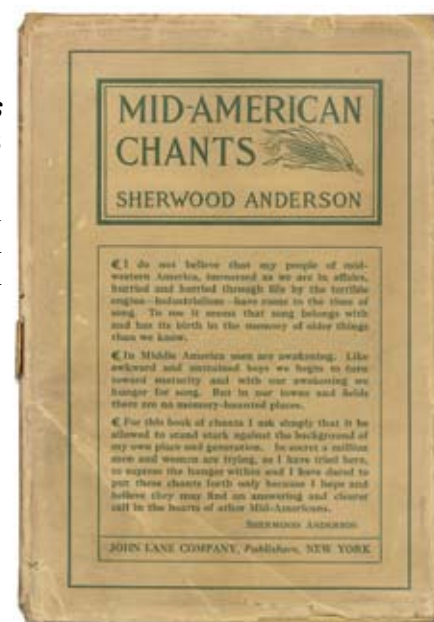 MID-AMERICAN
CHANTS
SHERWOOD ANDERSON
I do not believe that my people of mid-
western America, immersed as we are in affairs,
hurried and hurried through life by the terrible
engine—industrialism—have come to the time of
song. To me it seems that song belongs with
and has its birth in the memory of older things
than we know.
In Middle America men are awakening. Like
awkward and untrained boys we begin to turn
toward maturity and with our awakening we
hunger for song. But in our towns and fields
there are no memory-haunted places.
For this book of chants I ask simply that it be
allowed to stand stark against the background of
my own place and generation. In secret a million
men and women are trying, as I have tried here,
to express the hunger within and I have dared to
put these chants forth only because I hope and
believe they may find an answering and clearer
call in the hearts of other Mid-Americans.
SHERWOOD ANDERSON
JOHN LANE COMPANY, Publishers, NEW YORK